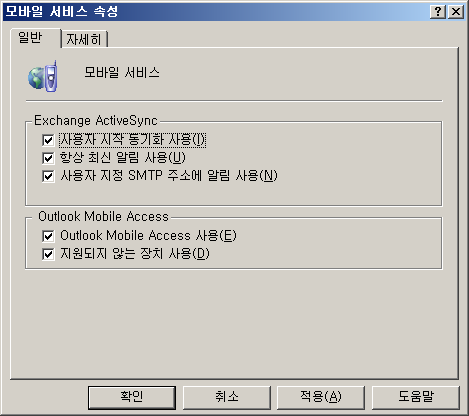 모바일 서비스 속성
일반 자세히
모바일 서비스
Exchange ActiveSync
사용자 시작 동기화 사용(I)
항상 최신 알림 사용(U)
사용자 지정 SMTP 주소에 알림 사용(N)
Outlook Mobile Access
Outlook Mobile Access 사용(E)
지원되지 않는 장치 사용(D)
확인 취소 적용(A) 도움말